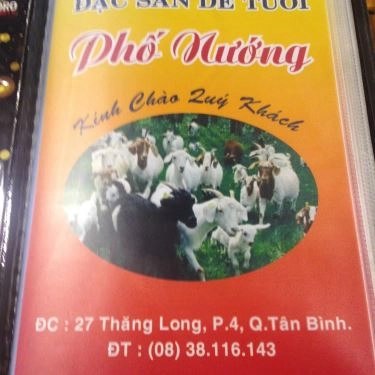 ĐẶC SẢN DÊ TƯƠI
Phố Nướng
Kính Chào Quý Khách
ĐC : 27 Thăng Long, P.4, Q.Tân Bình.
ĐT : (08) 38.116.143